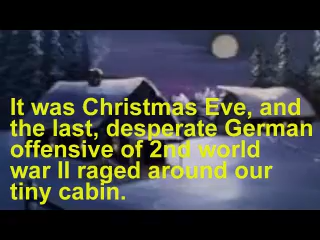 It was Christmas Eve, and
the last, desperate German
offensive of 2nd world
war II raged around our
tiny cabin.